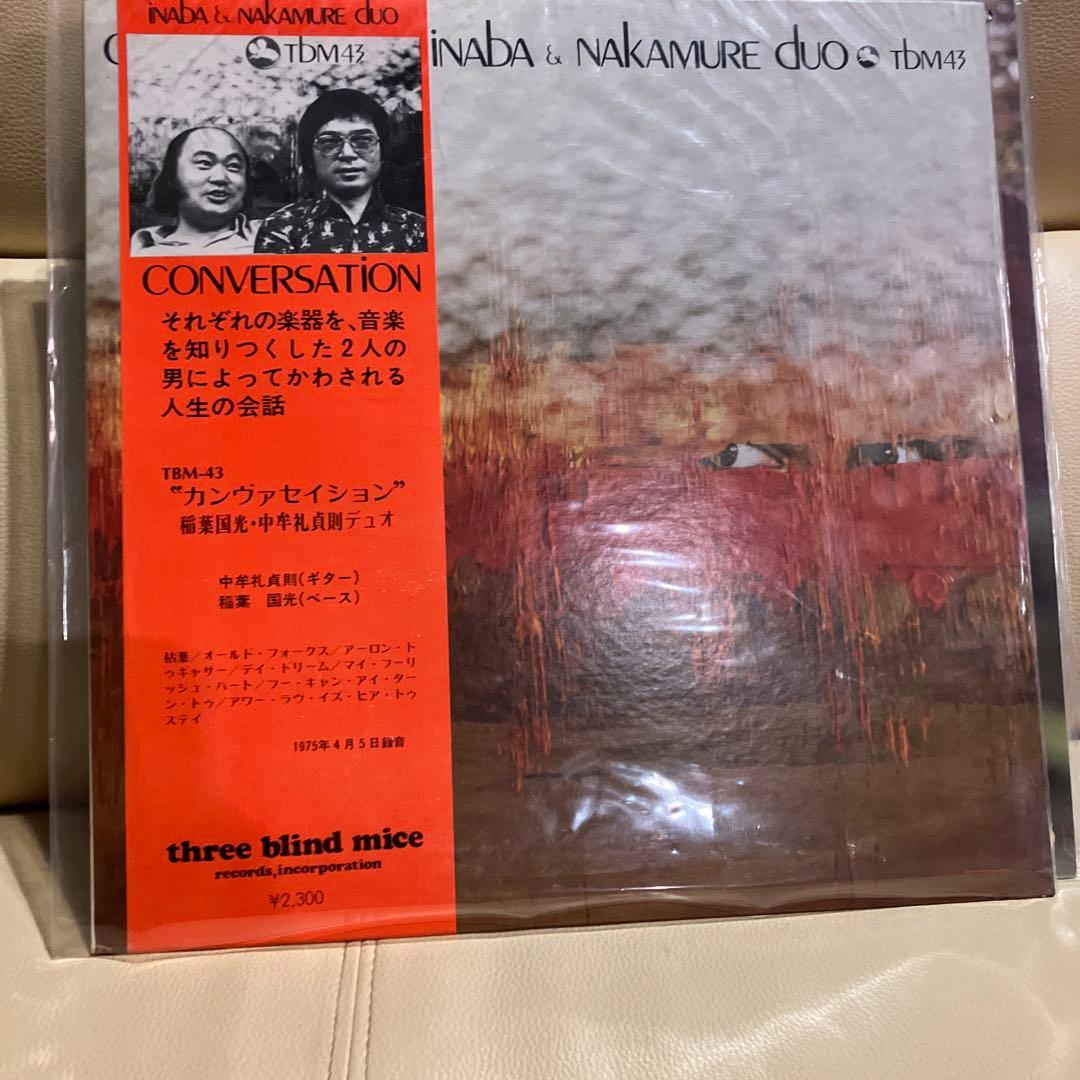 iNAbA & NAKAMURE duo
TbM43
iNAbA & NAKAMURE duo TbM43
CONVERSATiON
それぞれの楽器を、音楽
を知りつくした2人の
男によってかわされる
人生の会話
TBM-43
“カンヴァセイション”
稲葉国光・中牟礼貞則デュオ
中牟礼貞則(ギター)
稲葉 国光(ベース)
枯葉/オールド・フォークス/アーロン・ト
ゥギャザー/デイ・ドリーム/マイ・フーリ
ッシュ・ハート/フー・キャン・アイ・ター
ン・トゥ/アワー・ラヴ・イズ・ヒア・トゥ
ステイ
1975年4月5日録音
three blind mice
records,incorporation
¥2,300